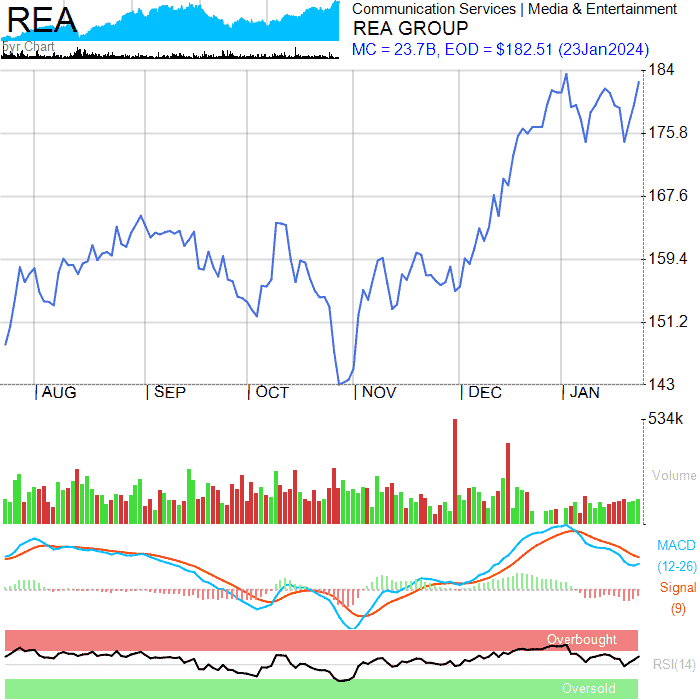 REA
5yr Chart
Communication Services | Media & Entertainment
REA GROUP
MC = 23.7B, EOD = $182.51 (23Jan2024)
184
175.8
167.6
159.4
151.2
143
| AUG | SEP | OCT | NOV | DEC | JAN
534k
Volume
MACD
(12-26)
Signal
(9)
Overbought
RSI(14)
Oversold